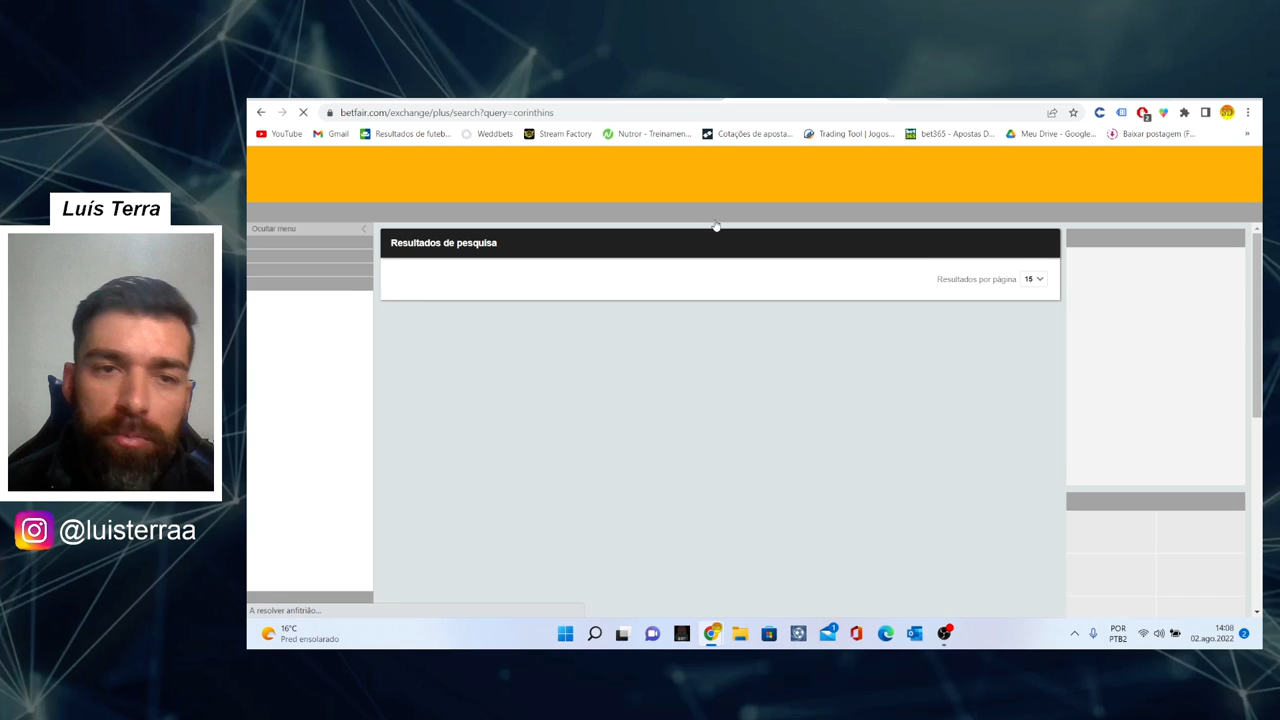 Luís Terra
@luisterraa
betfair.com/exchange/plus/search?query=corinthins
YouTube
Gmail
Resultados de futeb...
Weddbets
Stream Factory
Nutror - Treinamen...
Cotações de aposta...
Trading Tool | Jogos...
bet365 - Apostas D...
Meu Drive - Google...
Baixar postagem (F...
»
Ocultar menu
Resultados de pesquisa
Resultados por página 15
A resolver anfitrião...
16°C
Pred ensolarado
POR
PTB2
14:08
02.ago.2022
2